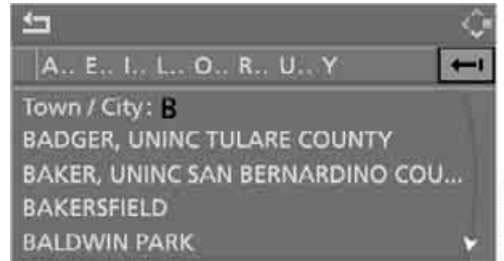 A.. E.. I.. L.. O.. R.. U.. Y
Town / City: B
BADGER, UNINC TULARE COUNTY
BAKER, UNINC SAN BERNARDINO COU...
BAKERSFIELD
BALDWIN PARK